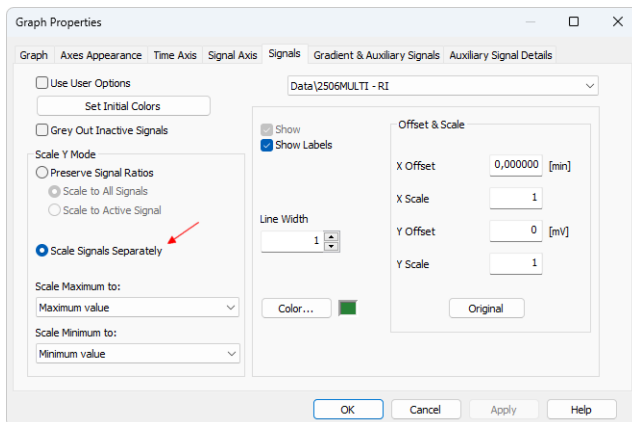 Graph Properties
Graph Axes Appearance Time Axis Signal Axis Signals Gradient & Auxiliary Signals Auxiliary Signal Details
Use User Options
Set Initial Colors
Grey Out Inactive Signals
Scale Y Mode
Preserve Signal Ratios
Scale to All Signals
Scale to Active Signal
Scale Signals Separately
Scale Maximum to:
Maximum value
Scale Minimum to:
Minimum value
Data\2506MULTI - RI
Show
Show Labels
Line Width
1
Color...
Offset & Scale
X Offset 0,000000 [min]
X Scale 1
Y Offset 0 [mV]
Y Scale 1
Original
OK Cancel Apply Help